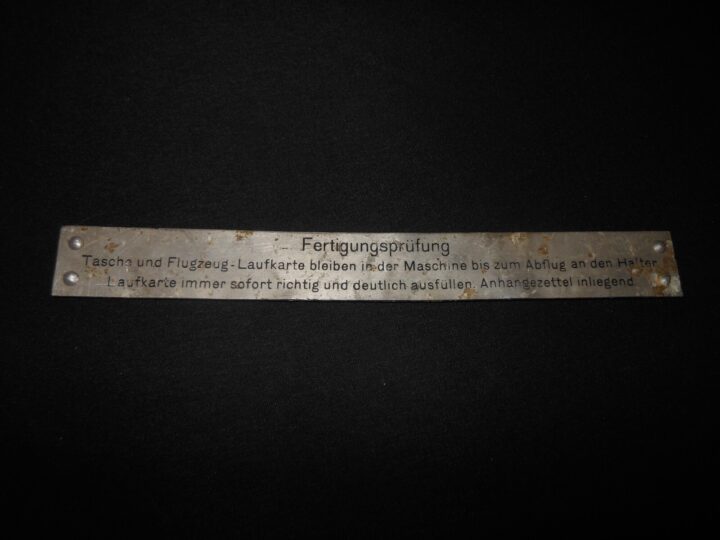 Fertigungsprüfung
Tasche und Flugzeug-Laufkarte bleiben in der Maschine bis zum Abflug an den Halter.
Laufkarte immer sofort richtig und deutlich ausfüllen. Anhängezettel inliegend.